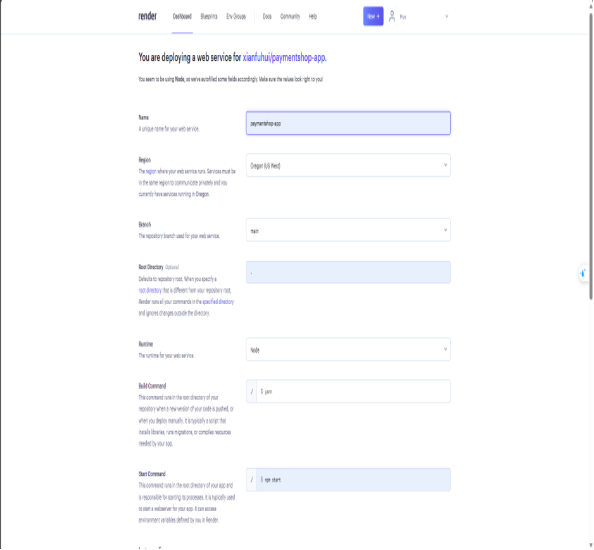 render
Dashboard Blueprints Env Groups Docs Community Help New +
You are deploying a web service for xianfuhui/paymentshop-app.
You seem to be using Node, so we've autofilled some fields accordingly. Make sure the values look right to you!
Name
A unique name for your web service.
paymentshop-app
Region
The region where your web service runs. Services must be
in the same region to communicate privately and you
currently have services running in Oregon.
Oregon (US West)
Branch
The repository branch used for your web service.
main
Root Directory (Optional)
Defaults to repository root. When you specify a
root directory that is different from your repository root,
Render runs all your commands in the specified directory
and ignores changes outside the directory.
.
Runtime
The runtime for your web service.
Node
Build Command
This command runs in the root directory of your
repository when a new version of your code is pushed, or
when you deploy manually. It is typically a script that
installs libraries, runs migrations, or compiles resources
needed by your app.
/ $ yarn
Start Command
This command runs in the root directory of your app and
is responsible for starting its processes. It is typically used
to start a webserver for your app. It can access
environment variables defined by you in Render.
/ $ npm start